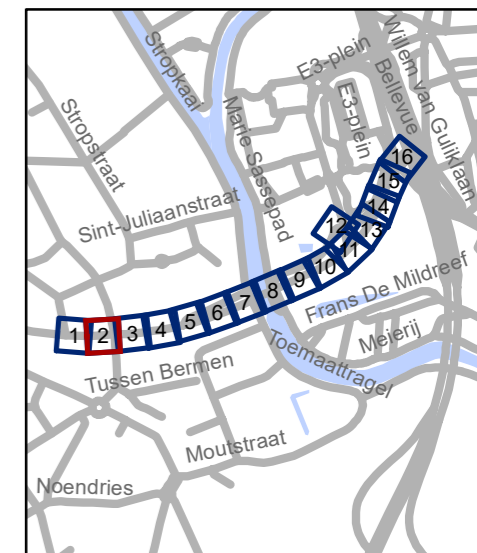 E3-plein
Willem van Guliklaan
Bellevue
Stropkaai
Marie Sassepad
E3-plein
Stropstraat
Sint-Juliaanstraat
16
15
14
13
12
11
10
9
8
7
6
5
4
3
2
1
Frans De Mildreef
Meierij
Toemaattragel
Tussen Bermen
Moutstraat
Noendries